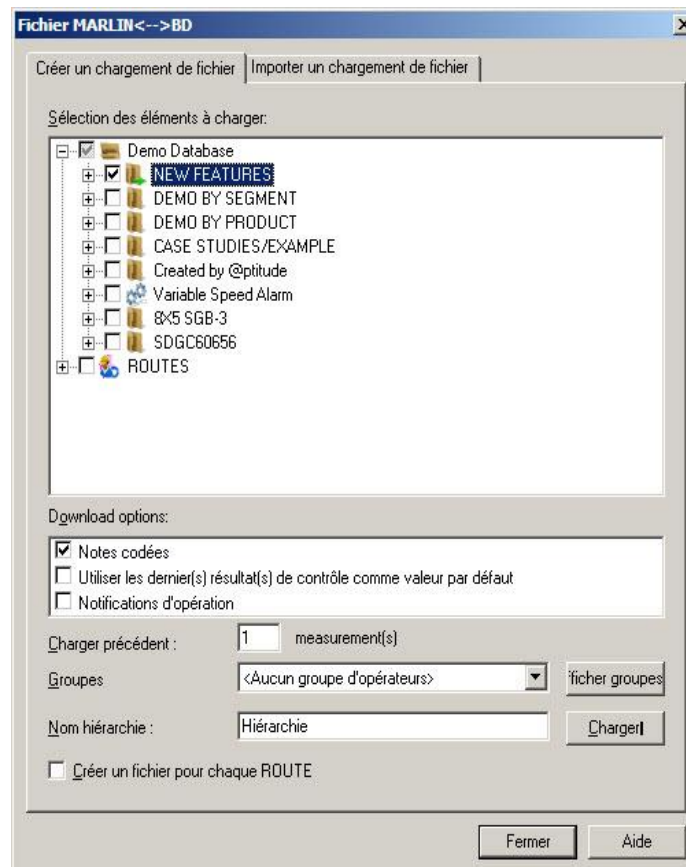 Fichier MARLIN<-->BD
Créer un chargement de fichier
Importer un chargement de fichier
Sélection des éléments à charger:
Demo Database
NEW FEATURES
DEMO BY SEGMENT
DEMO BY PRODUCT
CASE STUDIES/EXAMPLE
Created by @ptitude
Variable Speed Alarm
8X5 SGB-3
SDGC60656
ROUTES
Download options:
Notes codées
Utiliser les dernier(s) résultat(s) de contrôle comme valeur par défaut
Notifications d'opération
Charger précédent : 1 measurement(s)
Groupes <Aucun groupe d'opérateurs> ficher groupes
Nom hiérarchie : Hiérarchie Charger
Créer un fichier pour chaque ROUTE
Fermer Aide